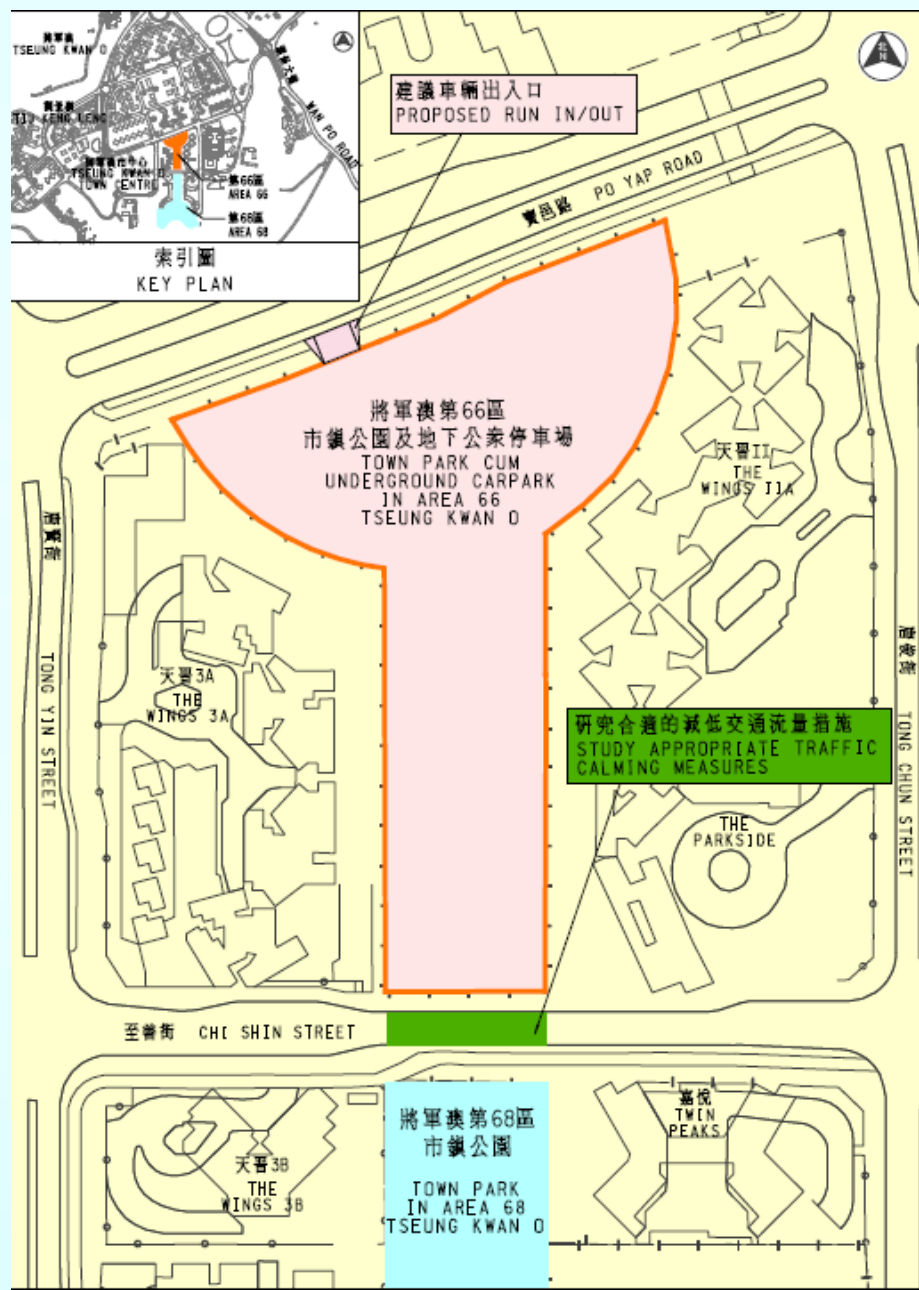 將軍澳
TSEUNG KWAN O
調景嶺
TIU KENG LENG
將軍澳市中心
TSEUNG KWAN O
TOWN CENTRE
WAN PO ROAD
第66區
AREA 66
第68區
AREA 68
索引圖
KEY PLAN
北 N
建議車輛出入口
PROPOSED RUN IN/OUT
寶邑路 PO YAP ROAD
將軍澳第66區
市鎮公園及地下公衆停車場
TOWN PARK CUM
UNDERGROUND CARPARK
IN AREA 66
TSEUNG KWAN O
天晉II
THE
WINGS IIA
唐賢街
TONG YIN STREET
天晉3A
THE
WINGS 3A
唐俊街
TONG CHUN STREET
研究合適的減低交通流量措施
STUDY APPROPRIATE TRAFFIC
CALMING MEASURES
THE
PARKSIDE
至善街 CHI SHIN STREET
將軍澳第68區
市鎮公園
TOWN PARK
IN AREA 68
TSEUNG KWAN O
天晉3B
THE
WINGS 3B
嘉悅
TWIN
PEAKS